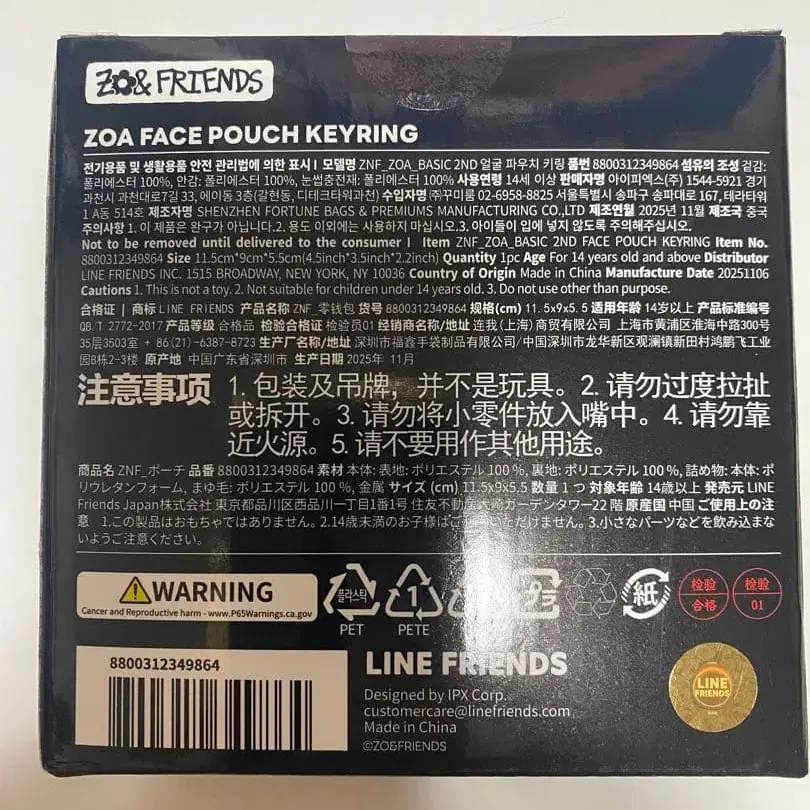 ZO& FRIENDS
ZOA FACE POUCH KEYRING
전기용품 및 생활용품 안전 관리법에 의한 표시 | 모델명 ZNF_ZOA_BASIC 2ND 얼굴 파우치 키링 품번 8800312349864 섬유의 조성 겉감:
폴리에스터 100%, 안감: 폴리에스터 100%, 눈썹충전재: 폴리에스터 100% 사용연령 14세 이상 판매자명 아이피엑스(주) 1544-5921 경기
과천시 과천대로7길 33, 에이동 3층(갈현동, 디테크타워과천) 수입자명 ㈜꾸미룸 02-6958-8825 서울특별시 송파구 송파대로 167, 테라타워
1 A동 514호 제조자명 SHENZHEN FORTUNE BAGS & PREMIUMS MANUFACTURING CO.,LTD 제조연월 2025년 11월 제조국 중국
주의사항 1. 이 제품은 완구가 아닙니다.2. 용도 이외에는 사용하지 마십시오.3. 아이들이 입에 넣지 않도록 주의해주십시오.
Not to be removed until delivered to the consumer | Item ZNF_ZOA_BASIC 2ND FACE POUCH KEYRING Item No.
8800312349864 Size 11.5cm*9cm*5.5cm(4.5inch*3.5inch*2.2inch) Quantity 1pc Age For 14 years old and above Distributor
LINE FRIENDS INC. 1515 BROADWAY, NEW YORK, NY 10036 Country of Origin Made in China Manufacture Date 20251106
Cautions 1. This is not a toy. 2. Not suitable for children under 14 years old. 3. Do not use other than purpose.
合格证 | 商标 LINE FRIENDS 产品名称 ZNF_零钱包 货号 8800312349864 规格(cm) 11.5x9x5.5 适用年龄 14岁以上 产品标准编号
QB/T 2772-2017 产品等级 合格品 检验合格证 检验员01 经销商名称/地址 连我(上海)商贸有限公司 上海市黄浦区淮海中路300号
35层3503室 + 86(21)-6387-8723 生产厂名称/地址 深圳市福鑫手袋制品有限公司/中国深圳市龙华新区观澜镇新田村鸿鹏飞工业
园B栋2-3楼 原产地 中国广东省深圳市 生产日期 2025年 11月
注意事项 1. 包装及吊牌，并不是玩具。2. 请勿过度拉扯
或拆开。3. 请勿将小零件放入嘴中。4. 请勿靠
近火源。5. 请不要用作其他用途。
商品名 ZNF_ポーチ 品番 8800312349864 素材 本体: 表地: ポリエステル 100 %, 裏地: ポリエステル 100 %, 詰め物: 本体: ポ
リウレタンフォーム, まゆ毛: ポリエステル 100 %, 金属 サイズ (cm) 11.5x9x5.5 数量 1 つ 対象年齢 14歳以上 発売元 LINE
Friends Japan株式会社 東京都品川区西品川一丁目1番1号 住友不動産大崎ガーデンタワー22 階 原産国 中国 ご使用上の注
意 1.この製品はおもちゃではありません。2.14歳未満のお子様はご使用いただけません。3.小さなパーツなどを飲み込まな
いようご注意ください。
WARNING
Cancer and Reproductive harm - www.P65Warnings.ca.gov
플라스틱
PET
1
PETE
プラ
紙
检验
合格
检验
01
8800312349864
LINE FRIENDS
Designed by IPX Corp.
customercare@linefriends.com
Made in China
©ZO&FRIENDS
LINE
FRIENDS